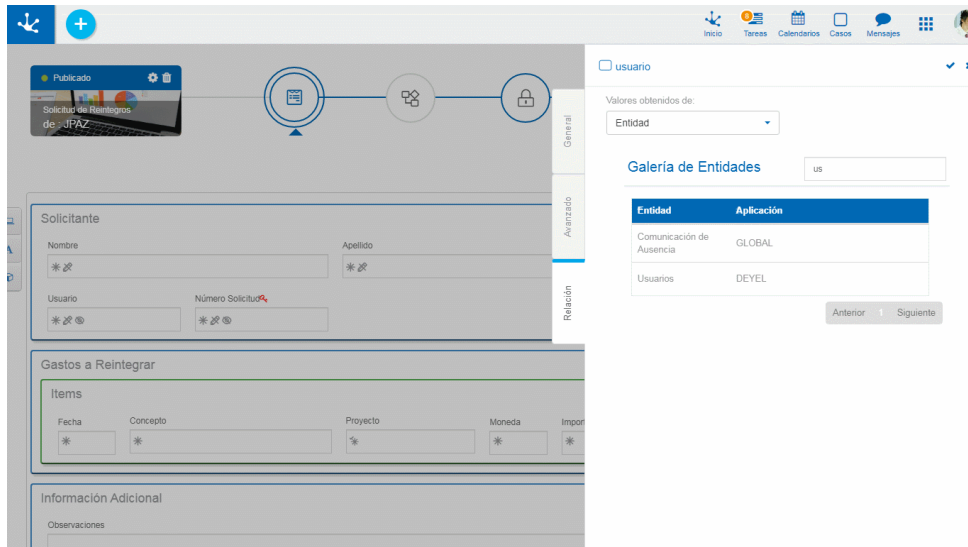 3
Inicio
Tareas
Calendarios
Casos
Mensajes
Publicado
Solicitud de Reintegros
de : JPAZ
Solicitante
Nombre
Apellido
Usuario
Número Solicitud
Gastos a Reintegrar
Items
Fecha
Concepto
Proyecto
Moneda
Impor
Información Adicional
Observaciones
General
Avanzado
Relación
usuario
Valores obtenidos de:
Entidad
Galería de Entidades
us
Entidad Aplicación
Comunicación de
Ausencia
GLOBAL
Usuarios DEYEL
Anterior 1 Siguiente